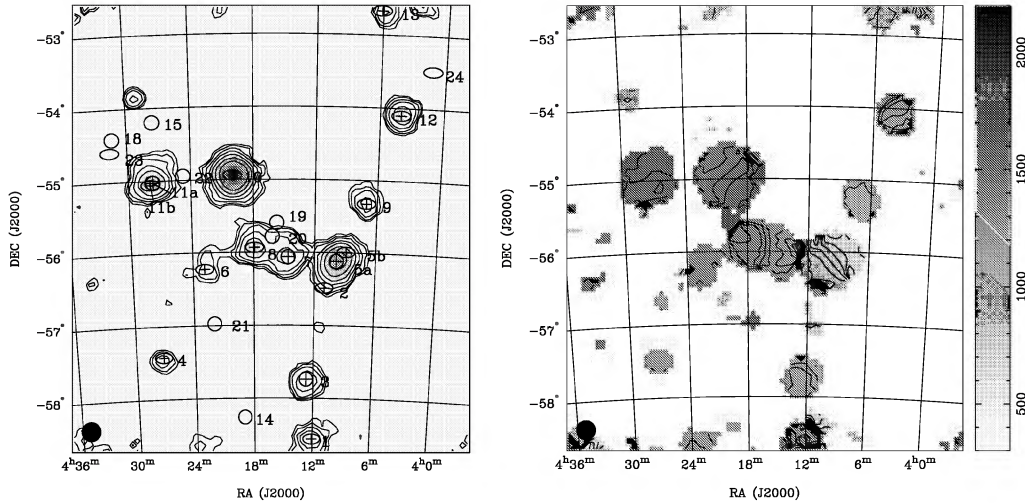 13
24
12
15
18
23
22
10
11a
11b
9
19
20
8
5b
5a
6
2
21
4
3
14
1
−53°
−54°
−55°
−56°
−57°
−58°
DEC (J2000)
4ʰ36ᵐ
30ᵐ
24ᵐ
18ᵐ
12ᵐ
6ᵐ
4ʰ0ᵐ
RA (J2000)
−53°
−54°
−55°
−56°
−57°
−58°
DEC (J2000)
4ʰ36ᵐ
30ᵐ
24ᵐ
18ᵐ
12ᵐ
6ᵐ
4ʰ0ᵐ
RA (J2000)
2000
1500
1000
500